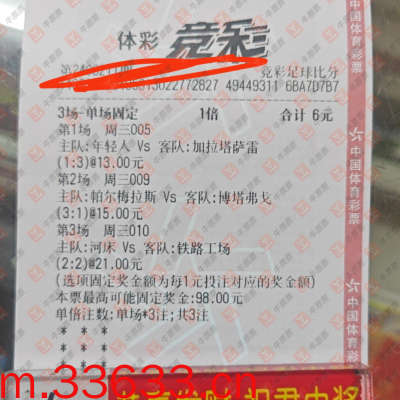 体彩 竞彩
竞彩足球比分
49449311 6BA7D7B7
3场-单场固定 1倍 合计 6元
第1场 周三005
主队:年轻人 Vs 客队:加拉塔萨雷
(1:3)@13.00元
第2场 周三009
主队:帕尔梅拉斯 Vs 客队:博塔弗戈
(3:1)@15.00元
第3场 周三010
主队:河床 Vs 客队:铁路工场
(2:2)@21.00元
(选项固定奖金额为每1元投注对应的奖金额)
本票最高可能固定奖金:98.00元
单倍注数:单场*3注;共3注
* * *
* * *
* * *
中国体育彩票
中国体育彩票
m.33633.cn